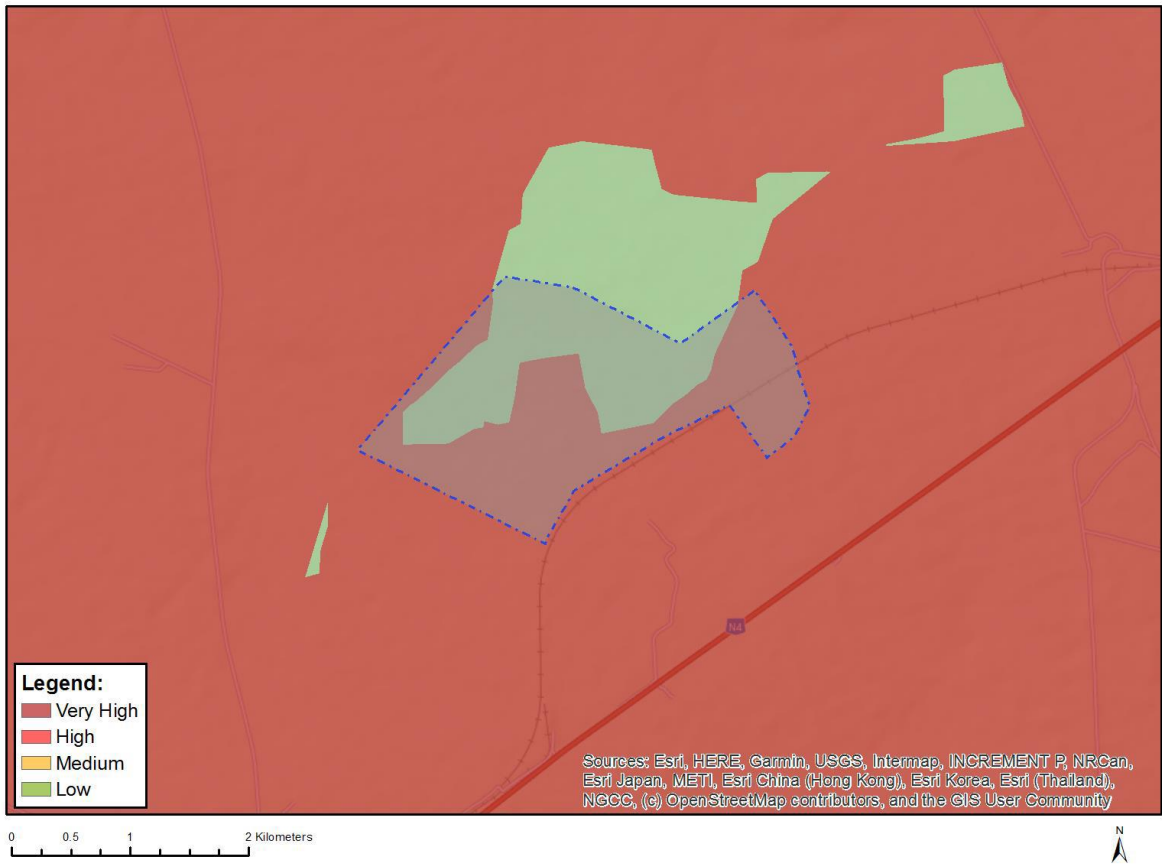 N4
Legend:
Very High
High
Medium
Low
Sources: Esri, HERE, Garmin, USGS, Intermap, INCREMENT P, NRCan,
Esri Japan, METI, Esri China (Hong Kong), Esri Korea, Esri (Thailand),
NGCC, (c) OpenStreetMap contributors, and the GIS User Community
0 0.5 1 2 Kilometers
N